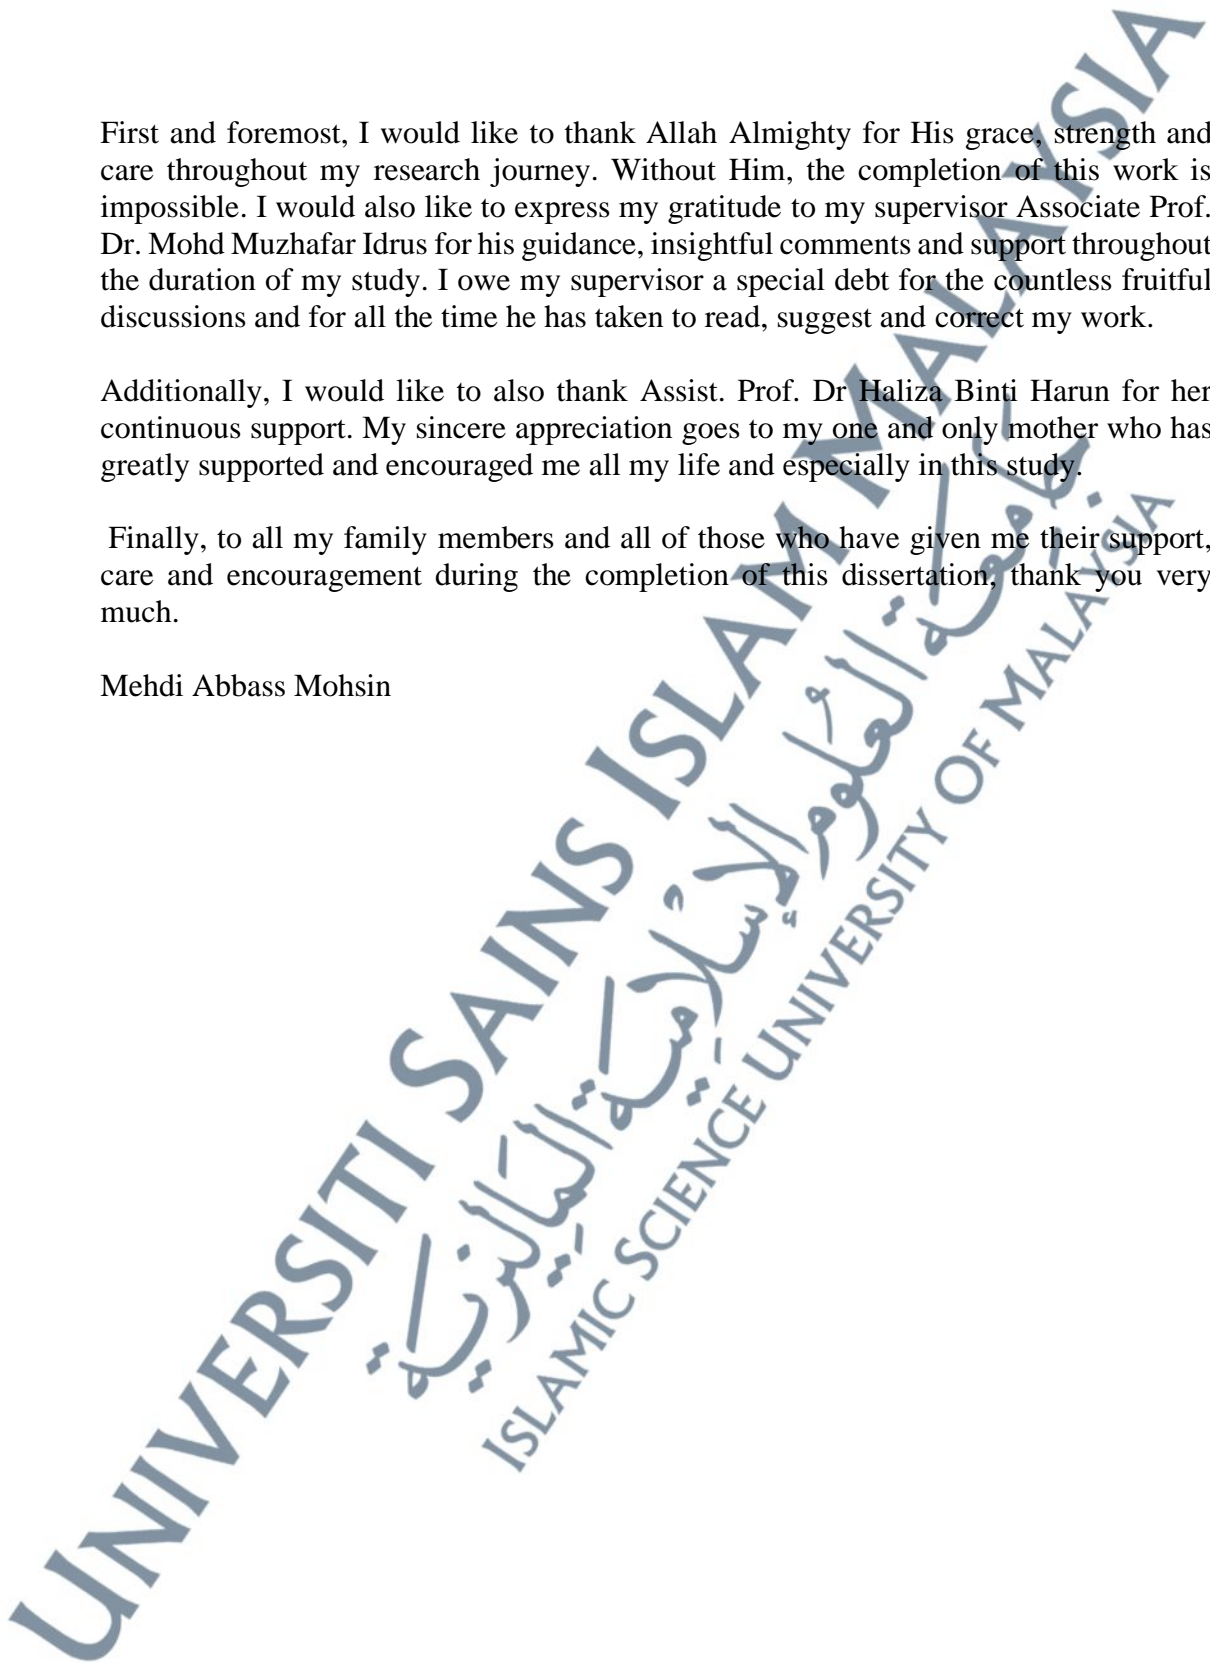 First and foremost, I would like to thank Allah Almighty for His grace, strength and
care throughout my research journey. Without Him, the completion of this work is
impossible. I would also like to express my gratitude to my supervisor Associate Prof.
Dr. Mohd Muzhafar Idrus for his guidance, insightful comments and support throughout
the duration of my study. I owe my supervisor a special debt for the countless fruitful
discussions and for all the time he has taken to read, suggest and correct my work.
Additionally, I would like to also thank Assist. Prof. Dr Haliza Binti Harun for her
continuous support. My sincere appreciation goes to my one and only mother who has
greatly supported and encouraged me all my life and especially in this study.
Finally, to all my family members and all of those who have given me their support,
care and encouragement during the completion of this dissertation, thank you very
much.
Mehdi Abbass Mohsin
UNIVERSITI SAINS ISLAM MALAYSIA
جَامِعَة العُلُوم الإِسْلَامِيَّة المَالِيزِيَّة
ISLAMIC SCIENCE UNIVERSITY OF MALAYSIA